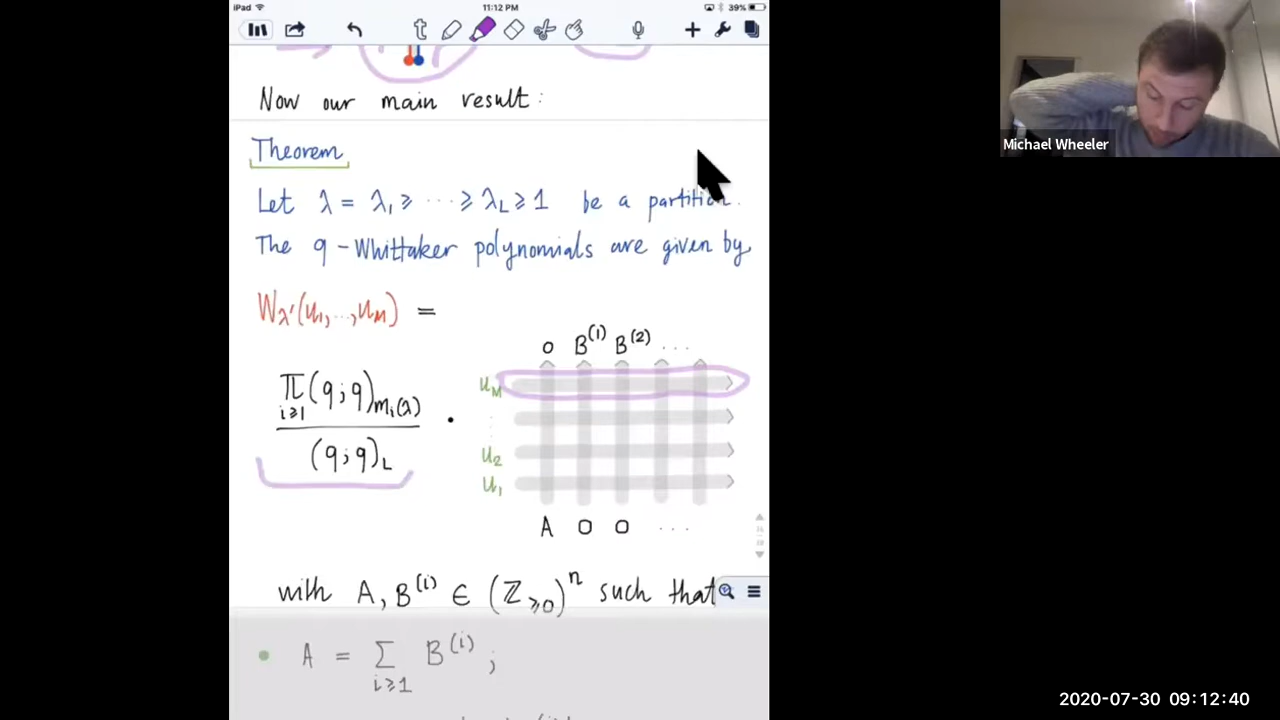 iPad 11:12 PM 39%
Now our main result:
Theorem
Let λ = λ₁ ≥ ··· ≥ λ_L ≥ 1 be a partition.
The q-Whittaker polynomials are given by
W_λ'(u₁, ..., u_M) =
0 B^(1) B^(2) ...
∏_{i≥1} (q;q)_{m_i(λ)}
(q;q)_L
·
u_M
⋮
u₂
u₁
A 0 0 ...
with A, B^(i) ∈ (ℤ_{≥0})^n such that
• A = ∑_{i≥1} B^(i) ;
Michael Wheeler
2020-07-30 09:12:40